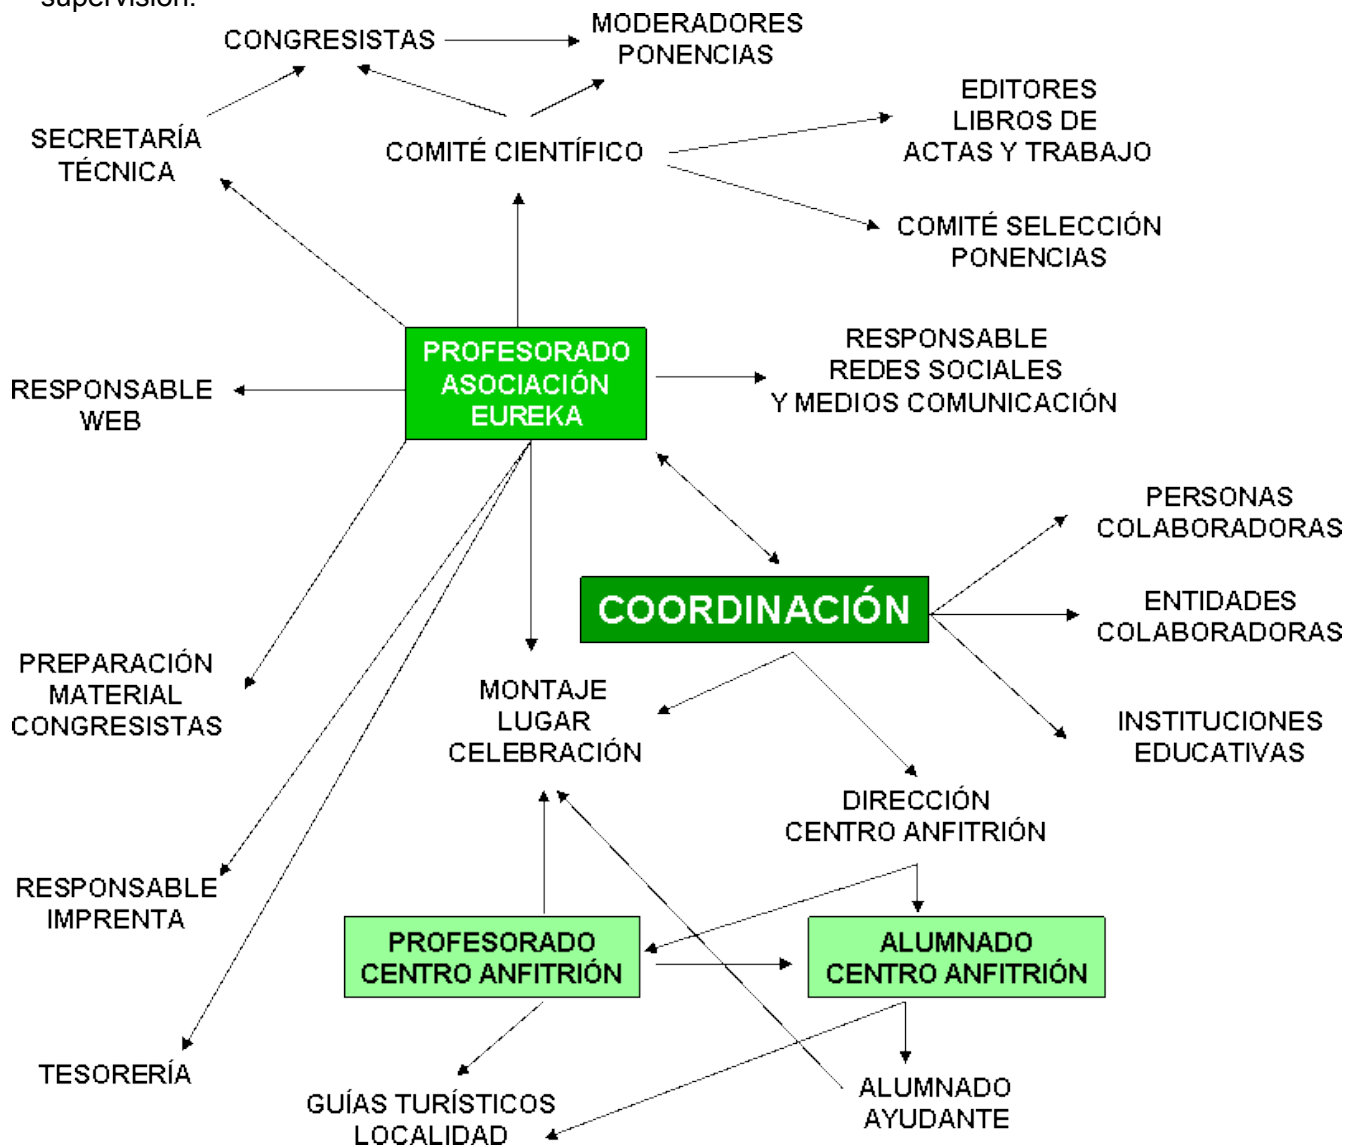 supervisión.
CONGRESISTAS
MODERADORES
PONENCIAS
SECRETARÍA
TÉCNICA
COMITÉ CIENTÍFICO
EDITORES
LIBROS DE
ACTAS Y TRABAJO
COMITÉ SELECCIÓN
PONENCIAS
PROFESORADO
ASOCIACIÓN
EUREKA
RESPONSABLE
REDES SOCIALES
Y MEDIOS COMUNICACIÓN
RESPONSABLE
WEB
PERSONAS
COLABORADORAS
COORDINACIÓN
ENTIDADES
COLABORADORAS
PREPARACIÓN
MATERIAL
CONGRESISTAS
MONTAJE
LUGAR
CELEBRACIÓN
INSTITUCIONES
EDUCATIVAS
DIRECCIÓN
CENTRO ANFITRIÓN
RESPONSABLE
IMPRENTA
PROFESORADO
CENTRO ANFITRIÓN
ALUMNADO
CENTRO ANFITRIÓN
TESORERÍA
GUÍAS TURÍSTICOS
LOCALIDAD
ALUMNADO
AYUDANTE